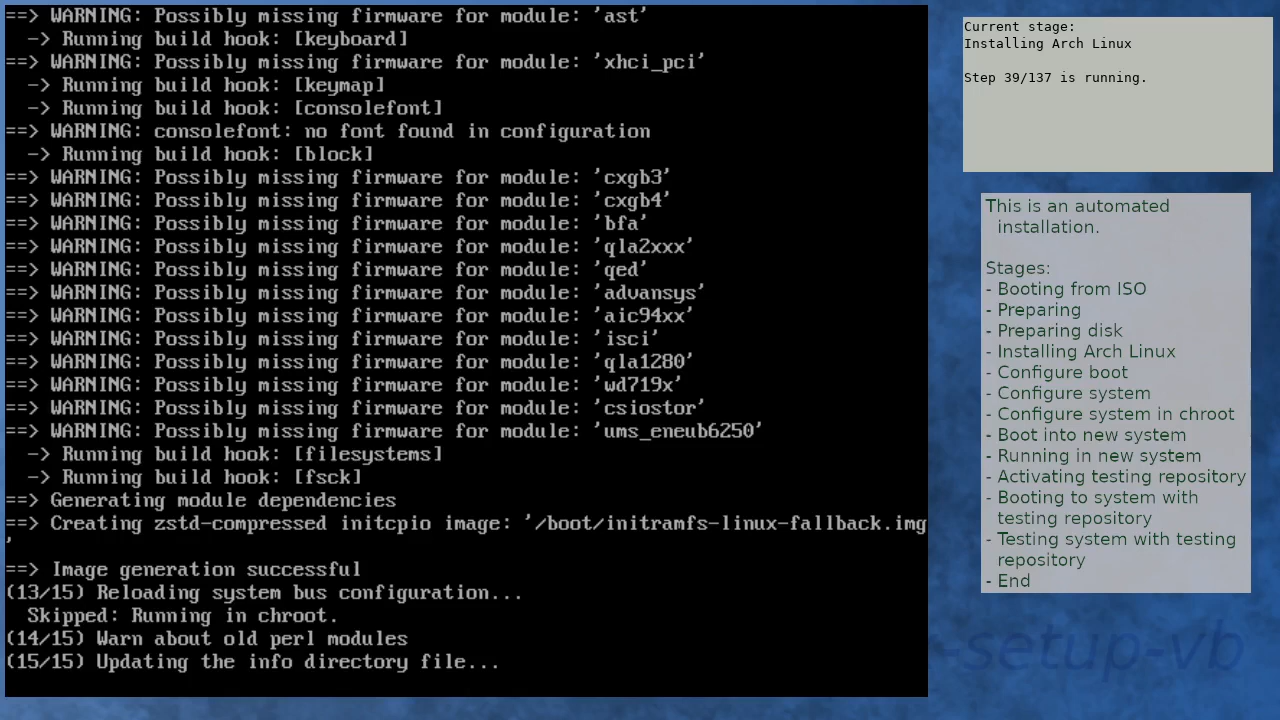 ==> WARNING: Possibly missing firmware for module: 'ast'
  -> Running build hook: [keyboard]
==> WARNING: Possibly missing firmware for module: 'xhci_pci'
  -> Running build hook: [keymap]
  -> Running build hook: [consolefont]
==> WARNING: consolefont: no font found in configuration
  -> Running build hook: [block]
==> WARNING: Possibly missing firmware for module: 'cxgb3'
==> WARNING: Possibly missing firmware for module: 'cxgb4'
==> WARNING: Possibly missing firmware for module: 'bfa'
==> WARNING: Possibly missing firmware for module: 'qla2xxx'
==> WARNING: Possibly missing firmware for module: 'qed'
==> WARNING: Possibly missing firmware for module: 'advansys'
==> WARNING: Possibly missing firmware for module: 'aic94xx'
==> WARNING: Possibly missing firmware for module: 'isci'
==> WARNING: Possibly missing firmware for module: 'qla1280'
==> WARNING: Possibly missing firmware for module: 'wd719x'
==> WARNING: Possibly missing firmware for module: 'csiostor'
==> WARNING: Possibly missing firmware for module: 'ums_eneub6250'
  -> Running build hook: [filesystems]
  -> Running build hook: [fsck]
==> Generating module dependencies
==> Creating zstd-compressed initcpio image: '/boot/initramfs-linux-fallback.img
'
==> Image generation successful
(13/15) Reloading system bus configuration...
  Skipped: Running in chroot.
(14/15) Warn about old perl modules
(15/15) Updating the info directory file...
Current stage:
Installing Arch Linux
Step 39/137 is running.
This is an automated
installation.
Stages:
- Booting from ISO
- Preparing
- Preparing disk
- Installing Arch Linux
- Configure boot
- Configure system
- Configure system in chroot
- Boot into new system
- Running in new system
- Activating testing repository
- Booting to system with
testing repository
- Testing system with testing
repository
- End
-setup-vb